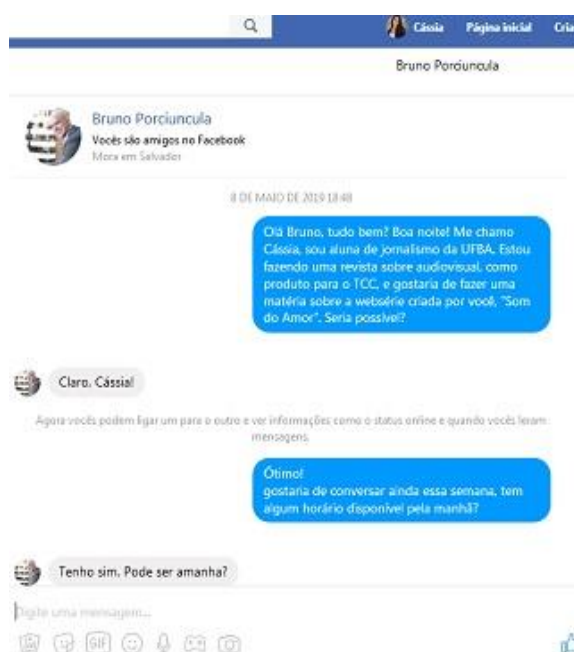 Cássia Página inicial Cria
Bruno Porciuncula
Bruno Porciuncula
Vocês são amigos no Facebook
Mora em Salvador
8 DE MAIO DE 2019 18:48
Olá Bruno, tudo bem? Boa noite! Me chamo
Cássia, sou aluna de jornalismo da UFBA. Estou
fazendo uma revista sobre audiovisual, como
produto para o TCC, e gostaria de fazer uma
matéria sobre a websérie criada por você, "Som
do Amor". Seria possível?
Claro, Cássia!
Agora vocês podem ligar um para o outro e ver informações como o status online e quando vocês leram
mensagens.
Ótimo!
gostaria de conversar ainda essa semana, tem
algum horário disponível pela manhã?
Tenho sim. Pode ser amanha?
Digite uma mensagem...
GIF